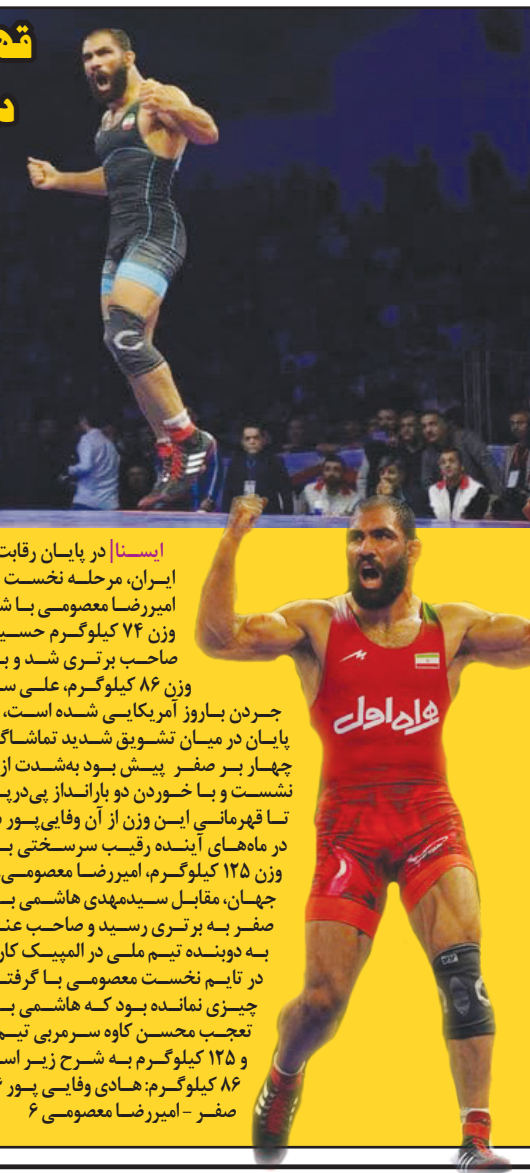 ایسنا| در پایان رقابت
ایران، مرحله نخست
امیررضا معصومی با ش
وزن ۷۴ کیلوگرم حسی
صاحب برتری شد و ب
وزن ۸۶ کیلوگرم، علی س
جردن باروز آمریکایی شده است،
پایان در میان تشویق شدید تماشاگ
چهار بر صفر پیش بود به‌شدت از
نشست و با خوردن دو بارانداز پی‌درپ
تا قهرمانی این وزن از آن وفایی‌پور
در ماه‌های آینده رقیب سرسختی ب
وزن ۱۲۵ کیلوگرم، امیررضا معصومی
جهان، مقابل سیدمهدی هاشمی ب
صفر به برتری رسید و صاحب عن
به دوبنده تیم ملی در المپیک کار
در تایم نخست معصومی با گرفت
چیزی نمانده بود که هاشمی ب
تعجب محسن کاوه سرمربی تیم
و ۱۲۵ کیلوگرم به شرح زیر اس
۸۶ کیلوگرم: هادی وفایی پور ۶
صفر - امیررضا معصومی ۶
همراه اول